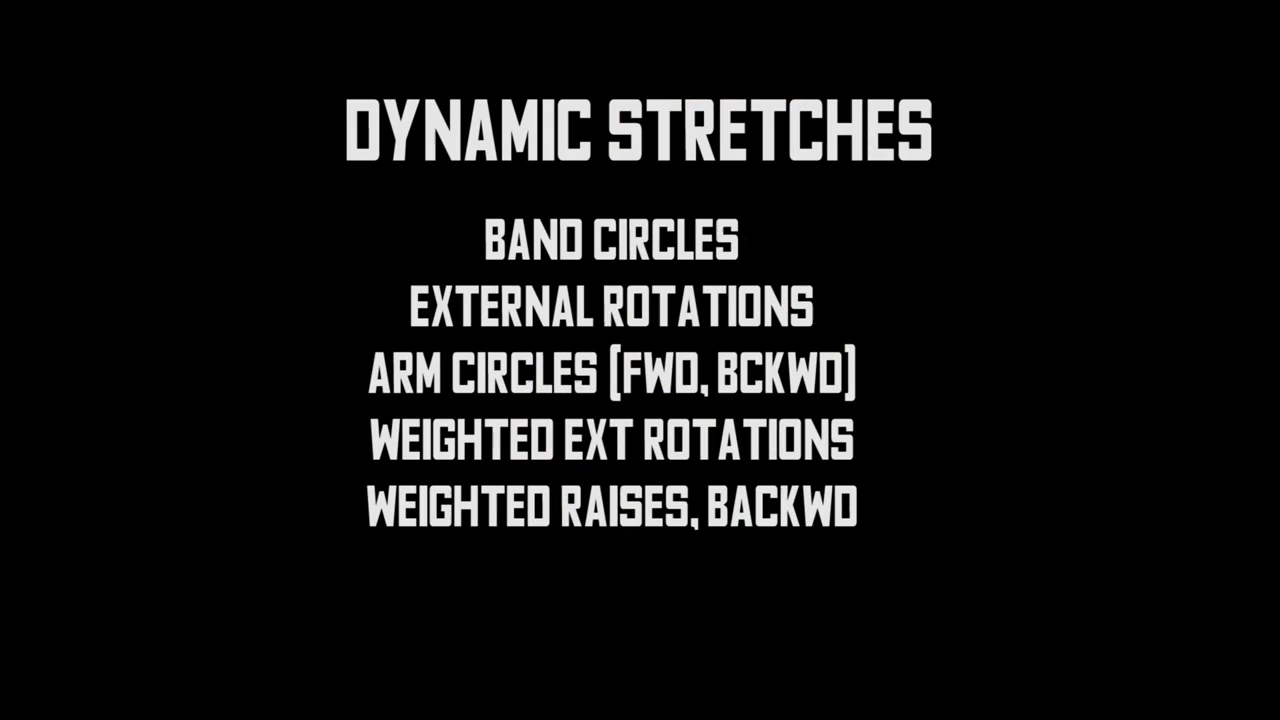 DYNAMIC STRETCHES
BAND CIRCLES
EXTERNAL ROTATIONS
ARM CIRCLES [FWD, BCKWD]
WEIGHTED EXT ROTATIONS
WEIGHTED RAISES, BACKWD